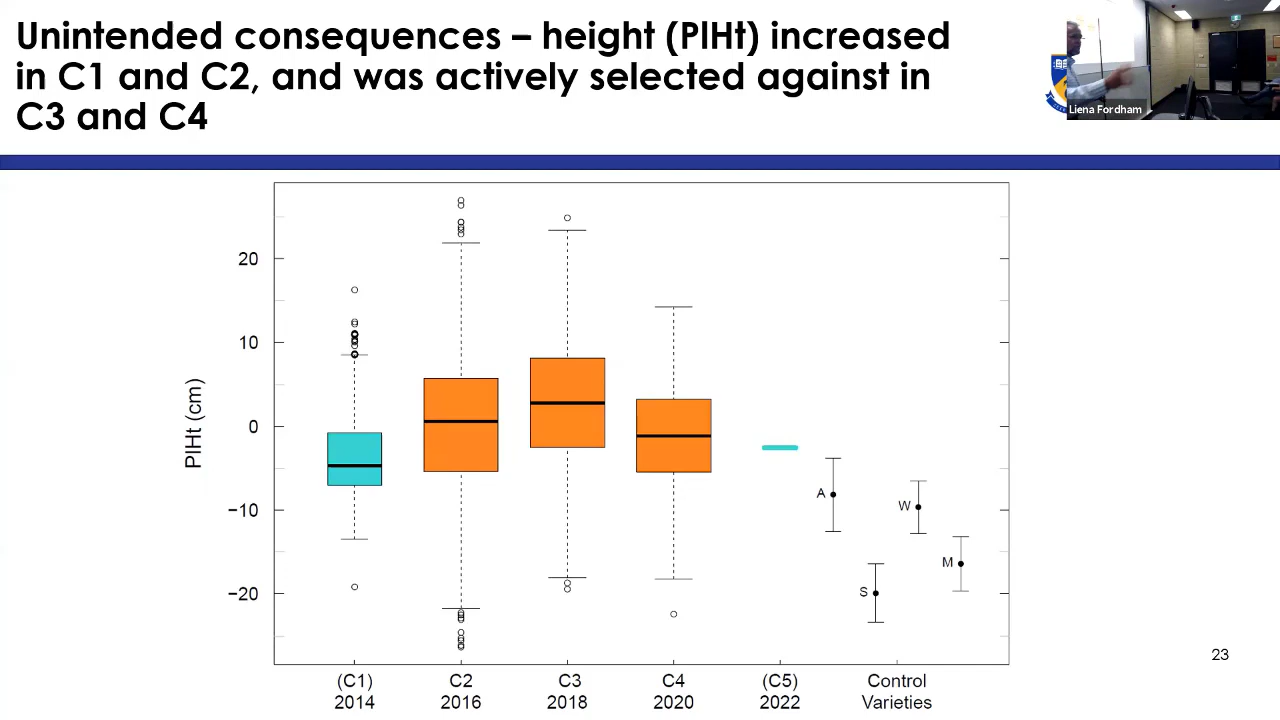 Unintended consequences – height (PlHt) increased
in C1 and C2, and was actively selected against in
C3 and C4
Liena Fordham
PlHt (cm)
20
10
0
−10
−20
A
S
W
M
(C1) C2 C3 C4 (C5) Control
2014 2016 2018 2020 2022 Varieties
23